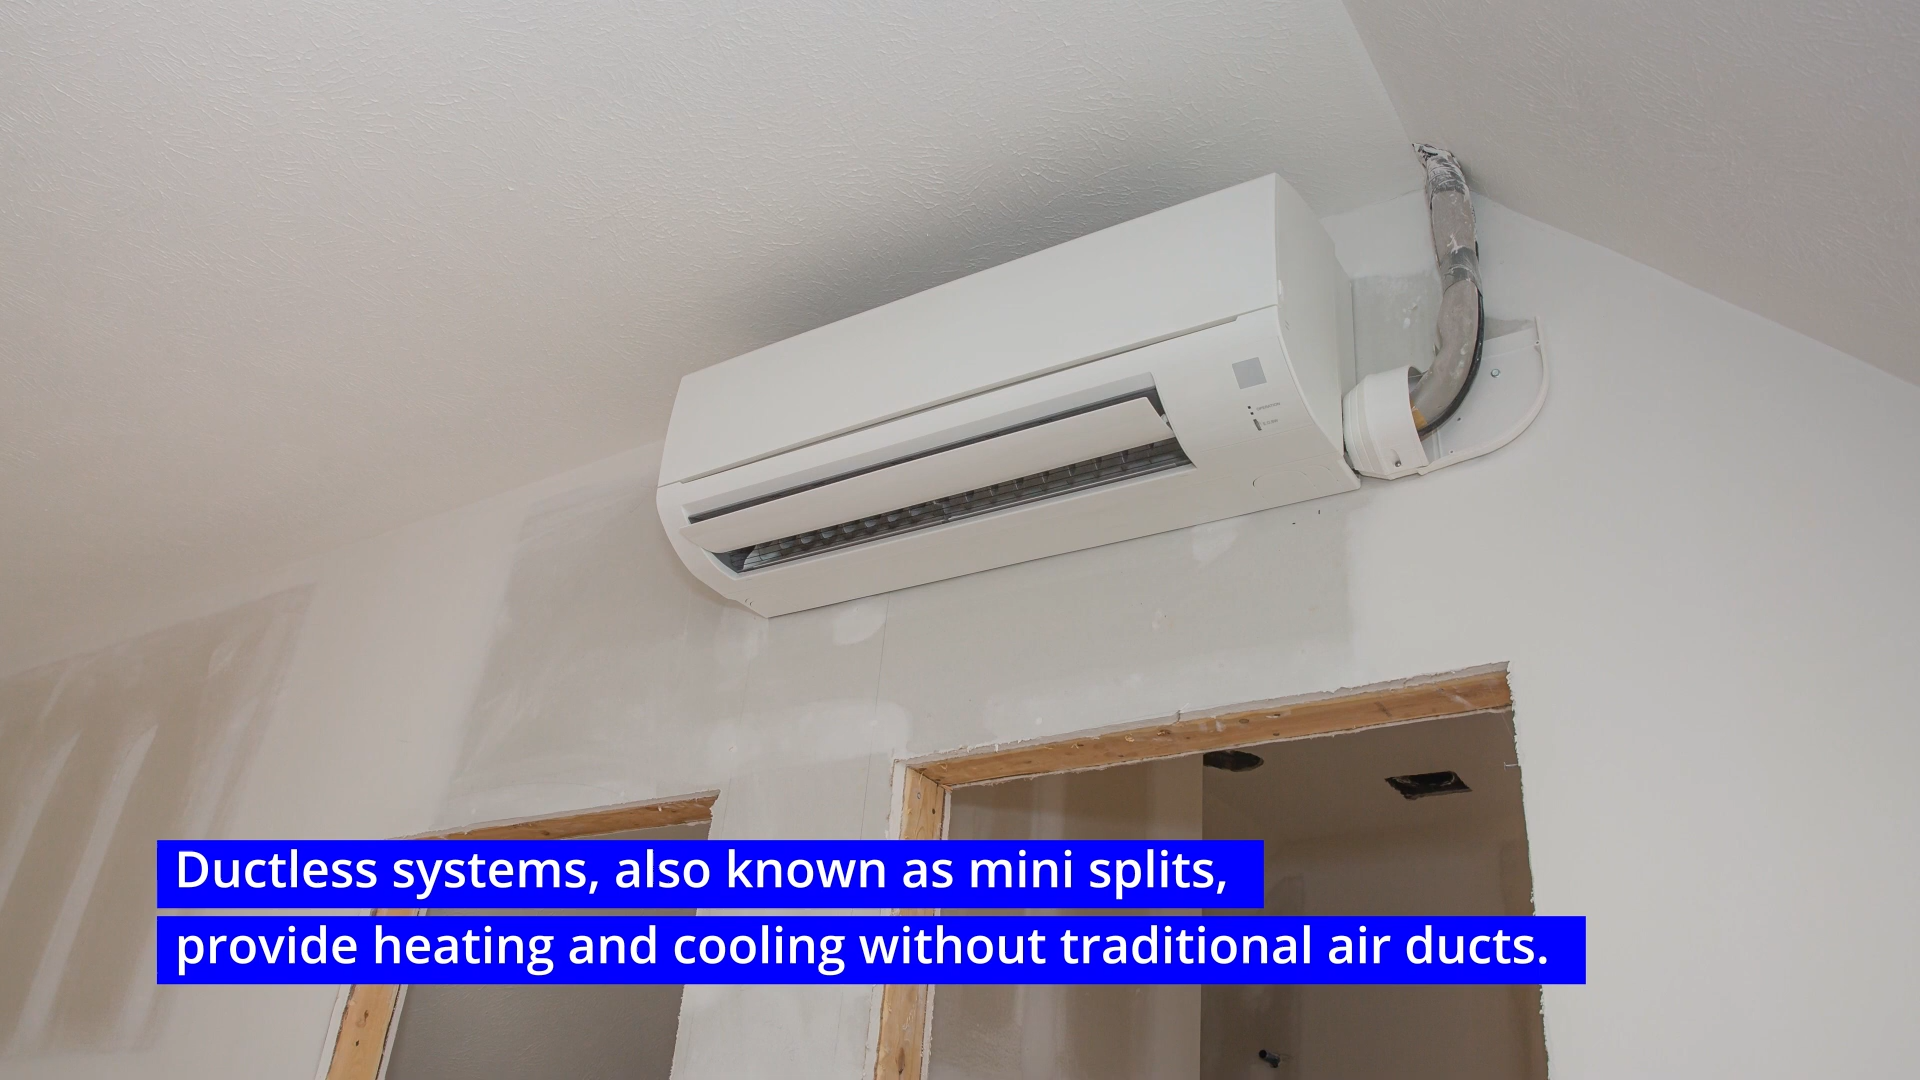 Ductless systems, also known as mini splits,
provide heating and cooling without traditional air ducts.